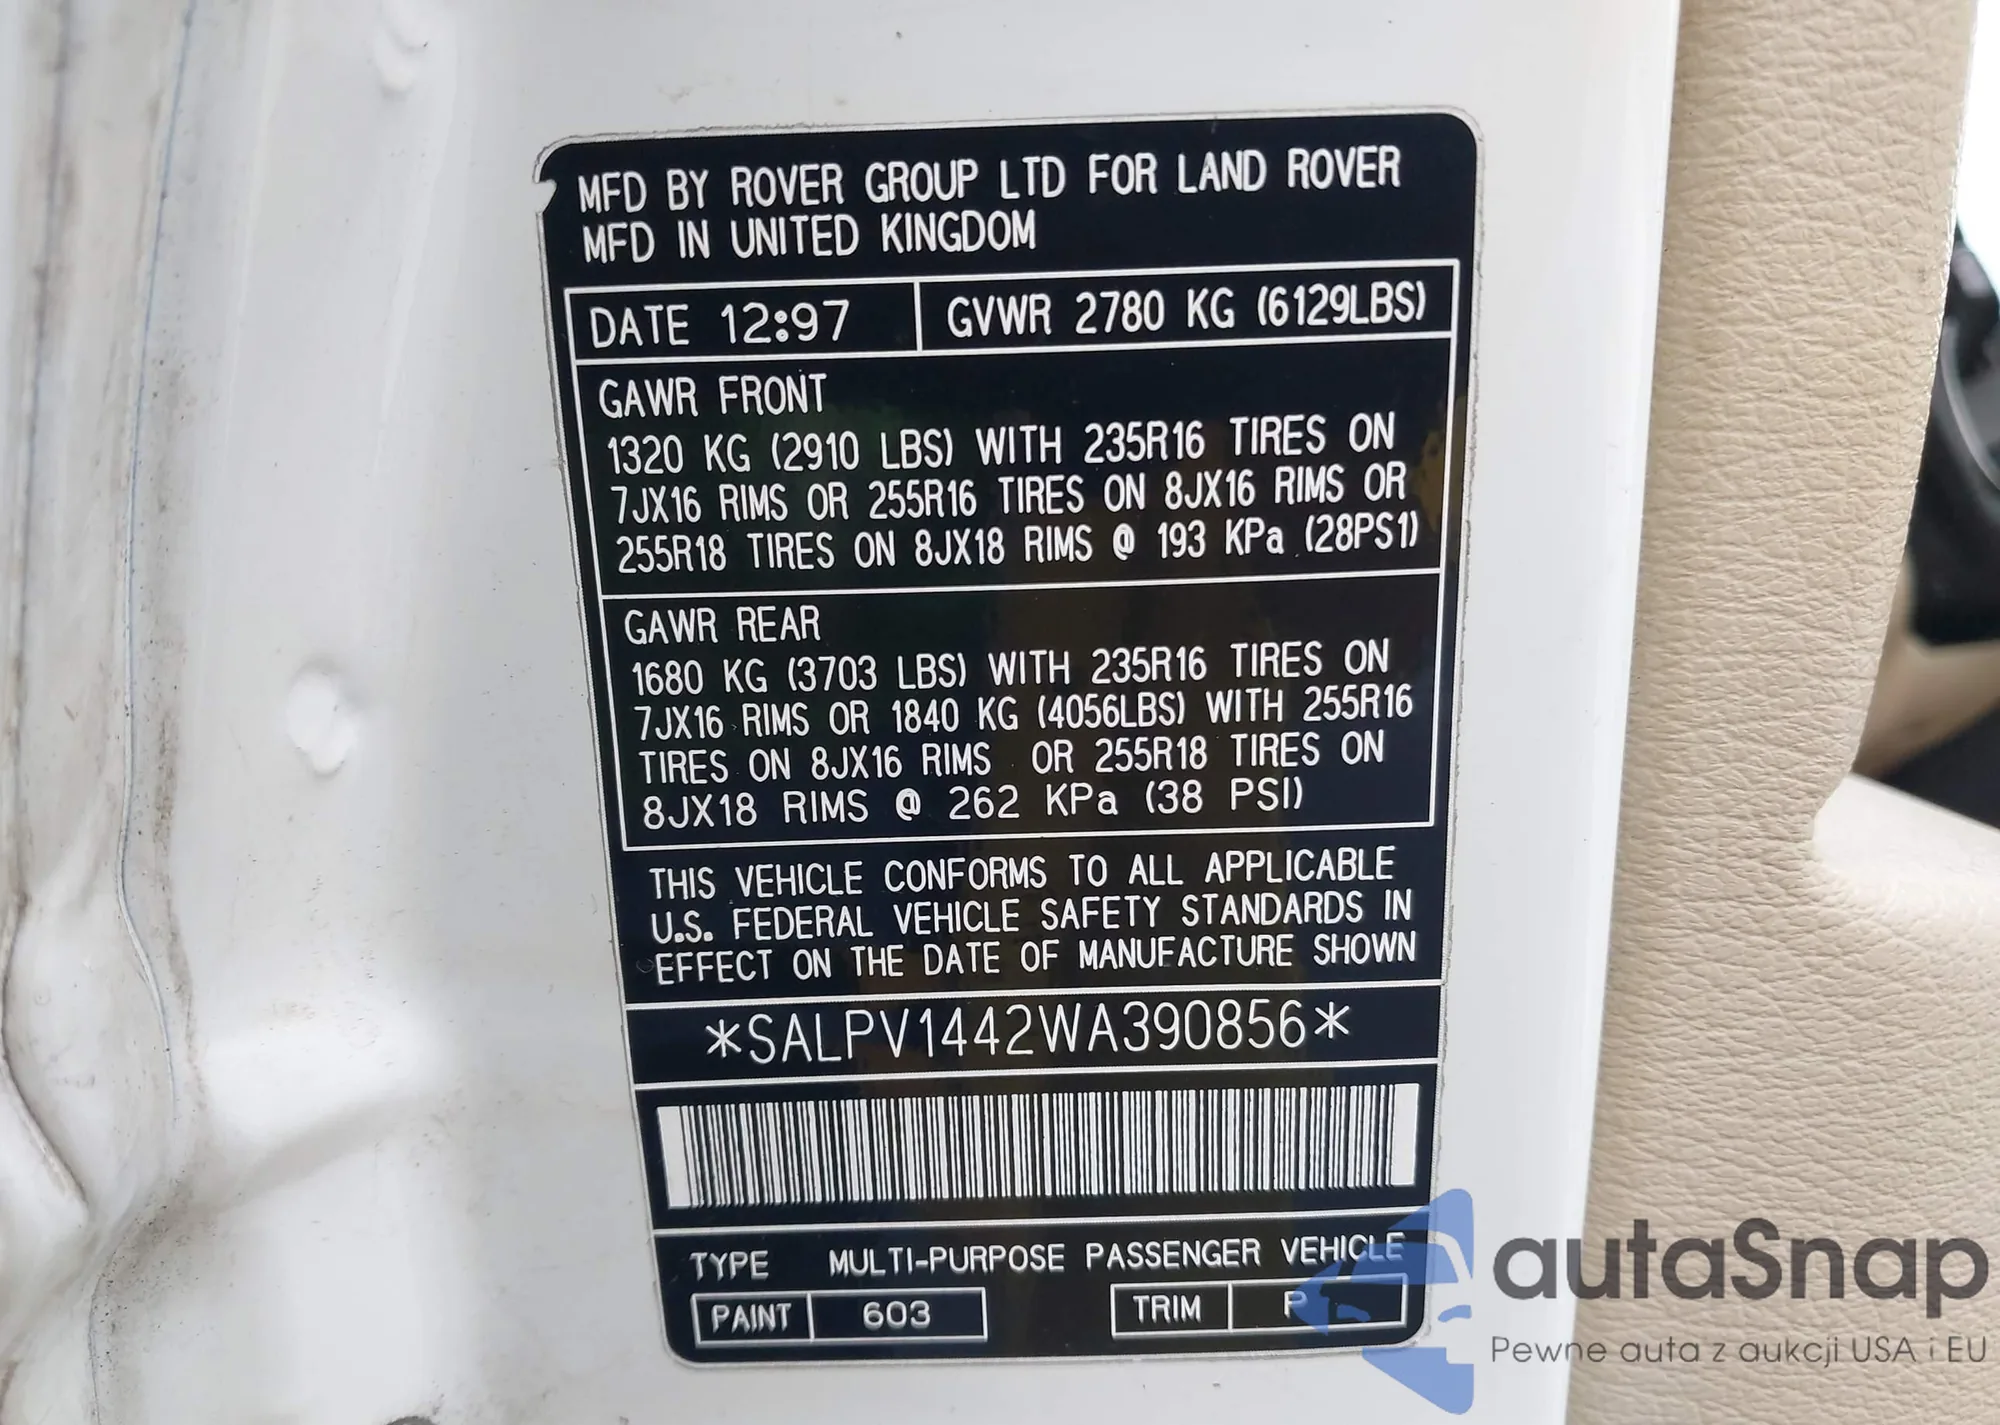 MFD BY ROVER GROUP LTD FOR LAND ROVER
MFD IN UNITED KINGDOM
DATE 12:97 GVWR 2780 KG (6129LBS)
GAWR FRONT
1320 KG (2910 LBS) WITH 235R16 TIRES ON
7JX16 RIMS OR 255R16 TIRES ON 8JX16 RIMS OR
255R18 TIRES ON 8JX18 RIMS @ 193 KPa (28PS1)
GAWR REAR
1680 KG (3703 LBS) WITH 235R16 TIRES ON
7JX16 RIMS OR 1840 KG (4056LBS) WITH 255R16
TIRES ON 8JX16 RIMS OR 255R18 TIRES ON
8JX18 RIMS @ 262 KPa (38 PSI)
THIS VEHICLE CONFORMS TO ALL APPLICABLE
U.S. FEDERAL VEHICLE SAFETY STANDARDS IN
EFFECT ON THE DATE OF MANUFACTURE SHOWN
*SALPV1442WA390856*
TYPE MULTI-PURPOSE PASSENGER VEHICLE
PAINT 603 TRIM P
autaSnap
Pewne auta z aukcji USA i EU